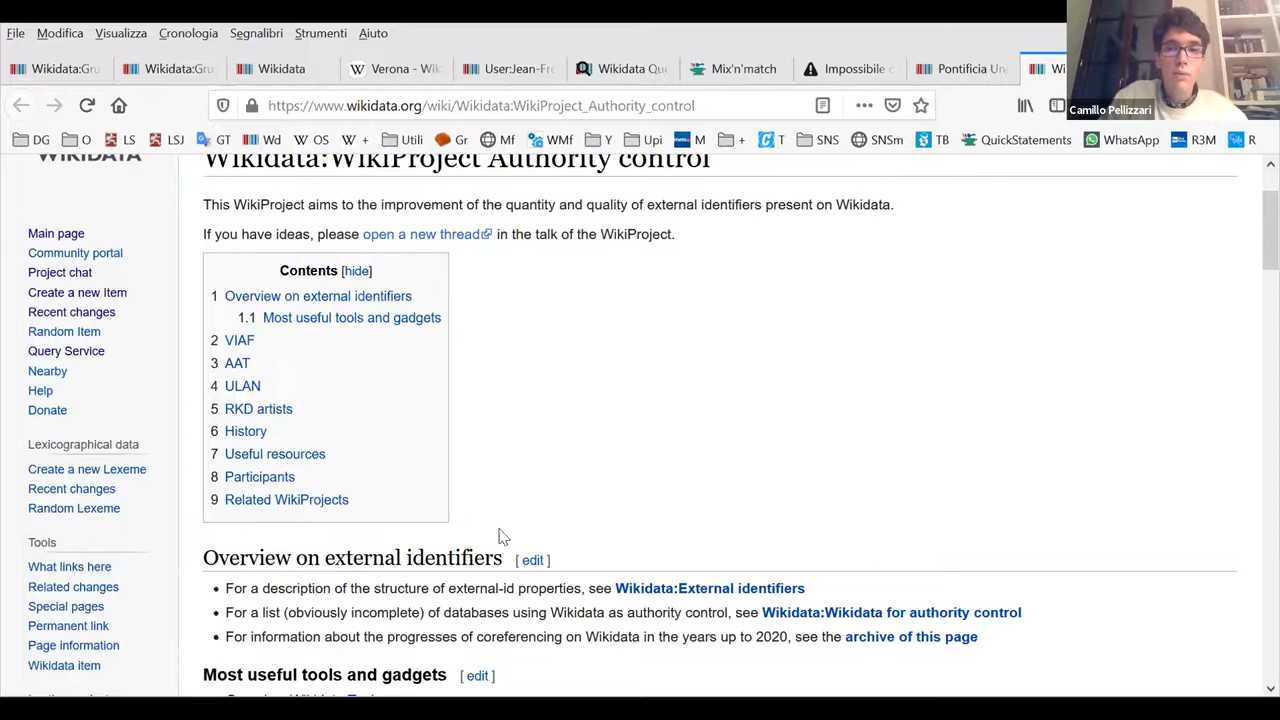 File Modifica Visualizza Cronologia Segnalibri Strumenti Aiuto
Wikidata:Gru Wikidata:Gru Wikidata Verona - Wik User:Jean-Fre Wikidata Que Mix'n'match Impossibile c Pontificia Uni Wi
Camillo Pellizzari
https://www.wikidata.org/wiki/Wikidata:WikiProject_Authority_control
DG O LS LSJ GT Wd OS + Utili Gr Mf WMf Y Upi M + T SNS SNSm TB QuickStatements WhatsApp R3M R
WIKIDATA
Wikidata:WikiProject Authority control
This WikiProject aims to the improvement of the quantity and quality of external identifiers present on Wikidata.
If you have ideas, please open a new thread in the talk of the WikiProject.
Main page
Community portal
Project chat
Create a new Item
Recent changes
Random Item
Query Service
Nearby
Help
Donate
Lexicographical data
Create a new Lexeme
Recent changes
Random Lexeme
Tools
What links here
Related changes
Special pages
Permanent link
Page information
Wikidata item
Contents [hide]
1 Overview on external identifiers
1.1 Most useful tools and gadgets
2 VIAF
3 AAT
4 ULAN
5 RKD artists
6 History
7 Useful resources
8 Participants
9 Related WikiProjects
Overview on external identifiers [ edit ]
• For a description of the structure of external-id properties, see Wikidata:External identifiers
• For a list (obviously incomplete) of databases using Wikidata as authority control, see Wikidata:Wikidata for authority control
• For information about the progresses of coreferencing on Wikidata in the years up to 2020, see the archive of this page
Most useful tools and gadgets [ edit ]